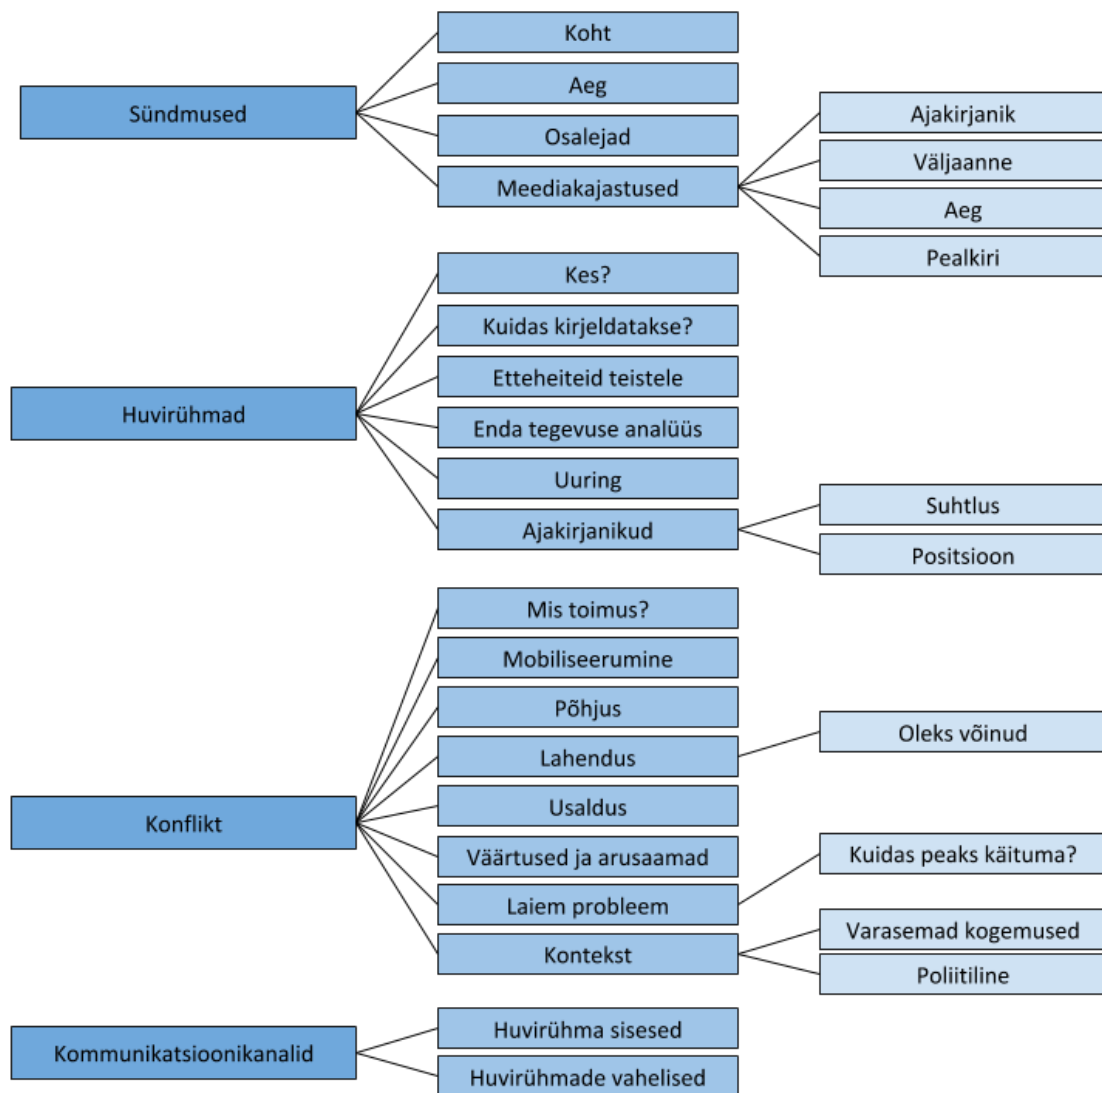 Sündmused
Koht
Aeg
Osalejad
Meediakajastused
Ajakirjanik
Väljaanne
Aeg
Pealkiri
Huvirühmad
Kes?
Kuidas kirjeldatakse?
Etteheiteid teistele
Enda tegevuse analüüs
Uuring
Ajakirjanikud
Suhtlus
Positsioon
Konflikt
Mis toimus?
Mobiliseerumine
Põhjus
Lahendus
Oleks võinud
Usaldus
Väärtused ja arusaamad
Laiem probleem
Kuidas peaks käituma?
Kontekst
Varasemad kogemused
Poliitiline
Kommunikatsioonikanalid
Huvirühma sisesed
Huvirühmade vahelised